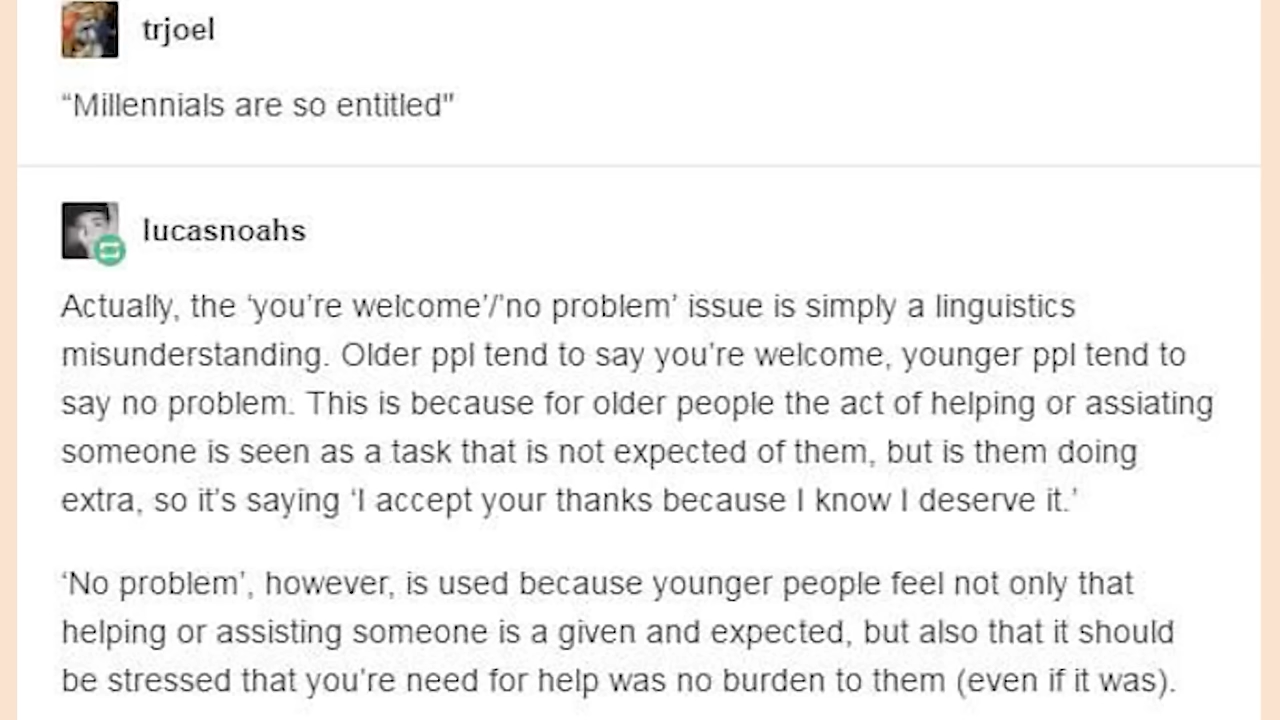 trjoel
“Millennials are so entitled"
lucasnoahs
Actually, the ‘you’re welcome’/’no problem’ issue is simply a linguistics
misunderstanding. Older ppl tend to say you’re welcome, younger ppl tend to
say no problem. This is because for older people the act of helping or assiating
someone is seen as a task that is not expected of them, but is them doing
extra, so it’s saying ‘I accept your thanks because I know I deserve it.’
‘No problem’, however, is used because younger people feel not only that
helping or assisting someone is a given and expected, but also that it should
be stressed that you’re need for help was no burden to them (even if it was).